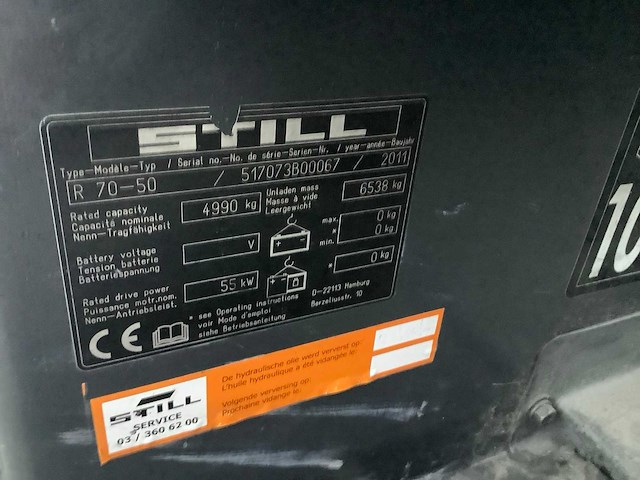 STILL
Type-Modèle-Typ / Serial no.-No. de série-Serien-Nr. / year-année-Baujahr
R 70-50 / 517073B00067 / 2011
Rated capacity
Capacité nominale
Nenn-Tragfähigkeit
4990 kg
Unladen mass
Masse à vide
Leergewicht
6538 kg
Battery voltage
Tension batterie
Batteriespannung
V
max.
0 kg
min.
* 0 kg
* 0 kg
Rated drive power
Puissance motr.nom.
Nenn-Antriebsleist.
55 kW
* see Operating instructions
voir Mode d'emploi
siehe Betriebsanleitung
D-22113 Hamburg
Berzeliusstr. 10
CE
STILL
SERVICE
03 / 360 62 00
De hydraulische olie werd ververst op:
L'huile hydraulique a été vidangée le:
Volgende verversing op:
Prochaine vidange le:
10